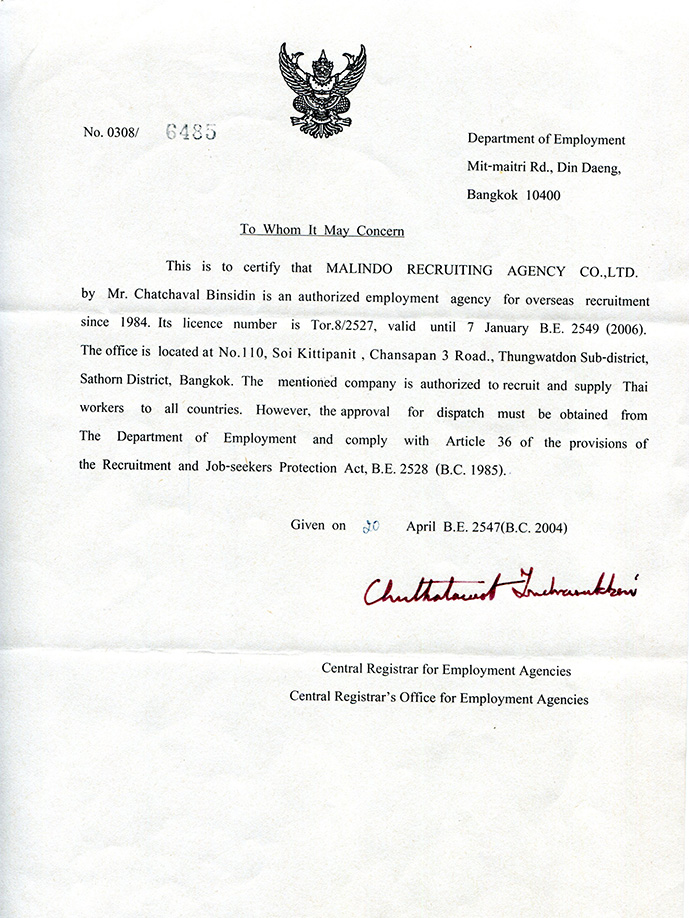 No. 0308/ 6485
Department of Employment
Mit-maitri Rd., Din Daeng,
Bangkok 10400
To Whom It May Concern
This is to certify that MALINDO RECRUITING AGENCY CO.,LTD.
by Mr. Chatchaval Binsidin is an authorized employment agency for overseas recruitment
since 1984. Its licence number is Tor.8/2527, valid until 7 January B.E. 2549 (2006).
The office is located at No.110, Soi Kittipanit , Chansapan 3 Road., Thungwatdon Sub-district,
Sathorn District, Bangkok. The mentioned company is authorized to recruit and supply Thai
workers to all countries. However, the approval for dispatch must be obtained from
The Department of Employment and comply with Article 36 of the provisions of
the Recruitment and Job-seekers Protection Act, B.E. 2528 (B.C. 1985).
Given on 20 April B.E. 2547(B.C. 2004)
Central Registrar for Employment Agencies
Central Registrar's Office for Employment Agencies